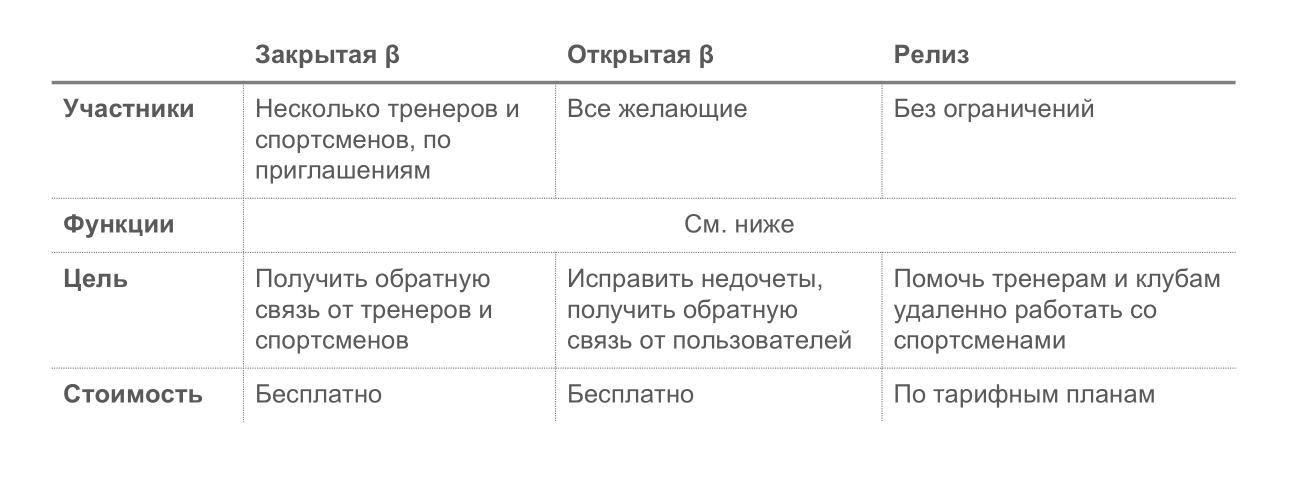 Закрытая β Открытая β Релиз
Участники Несколько тренеров и Все желающие Без ограничений
спортсменов, по
приглашениям
Функции См. ниже
Цель Получить обратную Исправить недочеты, Помочь тренерам и клубам
связь от тренеров и получить обратную удаленно работать со
спортсменов связь от пользователей спортсменами
Стоимость Бесплатно Бесплатно По тарифным планам